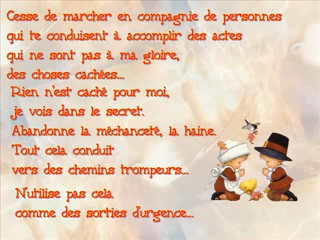 Cesse de marcher en compagnie de personnes
qui te conduisent à accomplir des actes
qui ne sont pas à ma gloire,
des choses cachées...
Rien n'est caché pour moi,
je vois dans le secret.
Abandonne la méchanceté, la haine.
Tout cela conduit
vers des chemins trompeurs...
N'utilise pas cela
comme des sorties d'urgence...